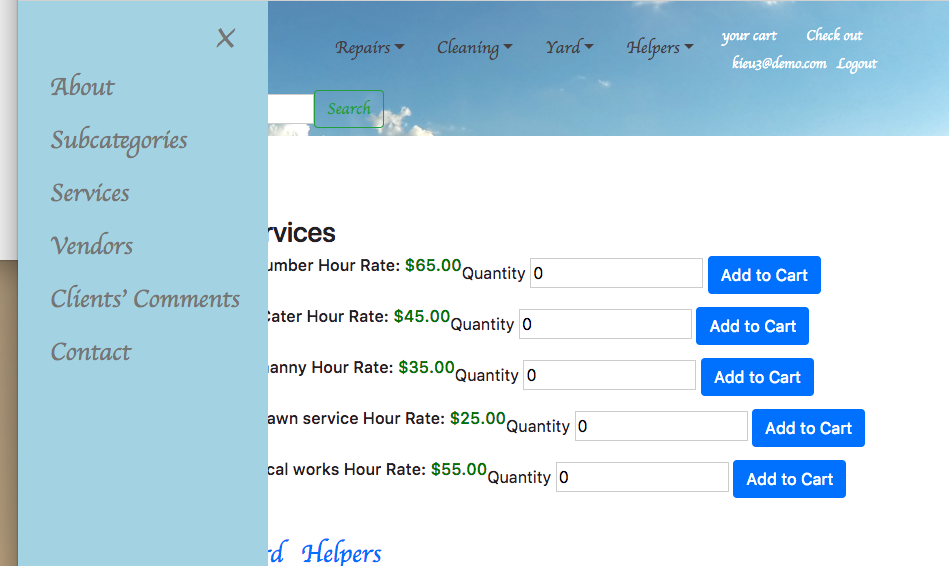 ×
About
Subcategories
Services
Vendors
Clients' Comments
Contact
Repairs Cleaning Yard Helpers
your cart Check out
kieu3@demo.com Logout
Search
rvices
umber Hour Rate: $65.00 Quantity 0 Add to Cart
Cater Hour Rate: $45.00 Quantity 0 Add to Cart
anny Hour Rate: $35.00 Quantity 0 Add to Cart
awn service Hour Rate: $25.00 Quantity 0 Add to Cart
cal works Hour Rate: $55.00 Quantity 0 Add to Cart
rd Helpers